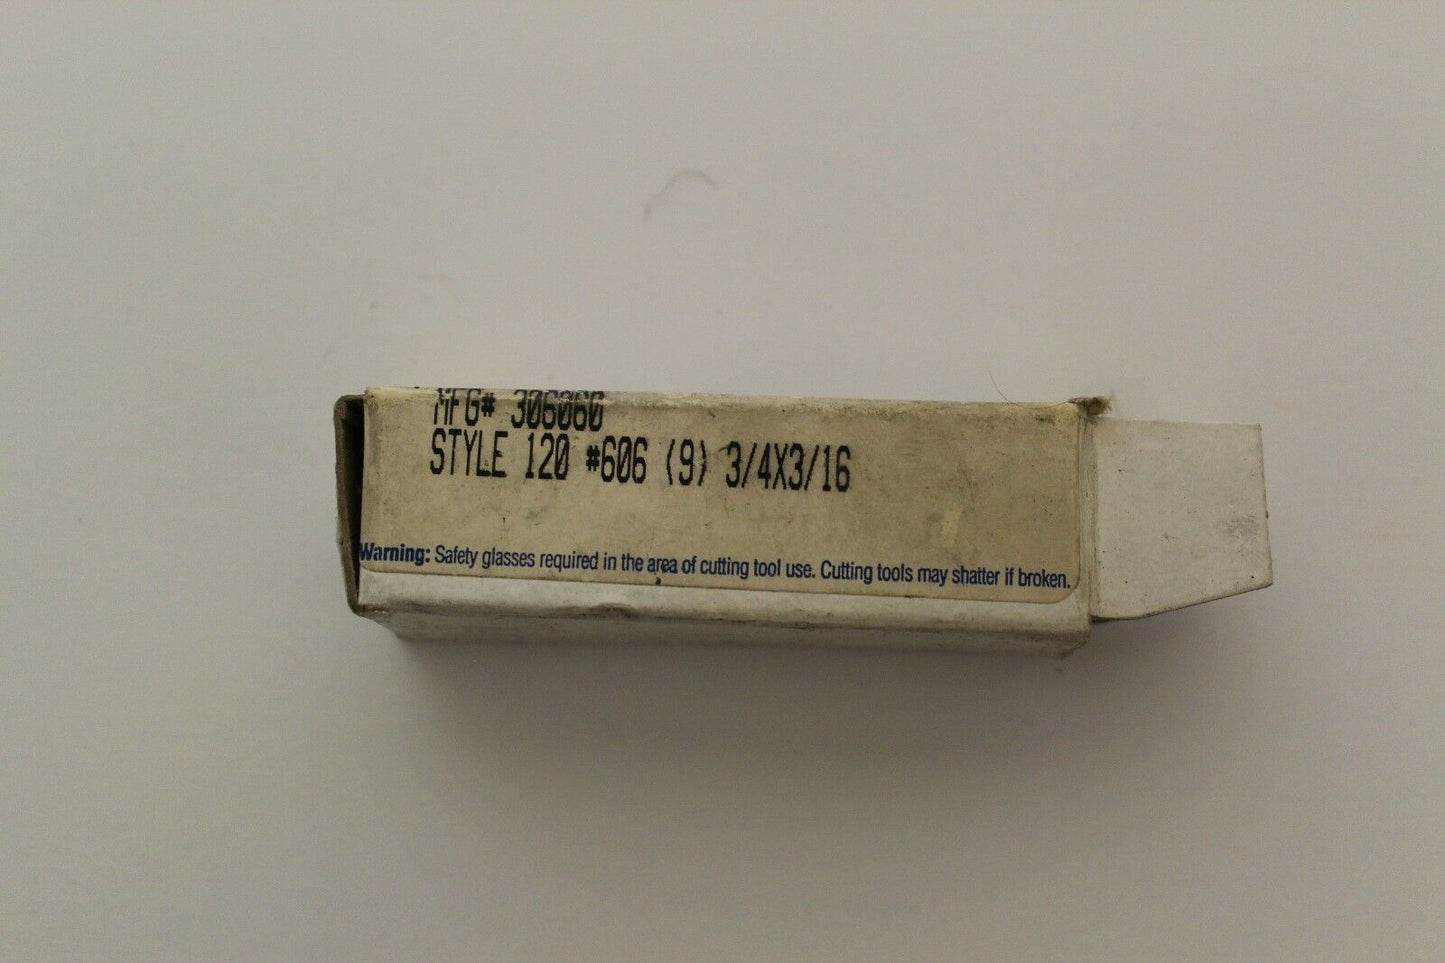 MFG# 306060
STYLE 120 #606 (9) 3/4X3/16
Warning: Safety glasses required in the area of cutting tool use. Cutting tools may shatter if broken.